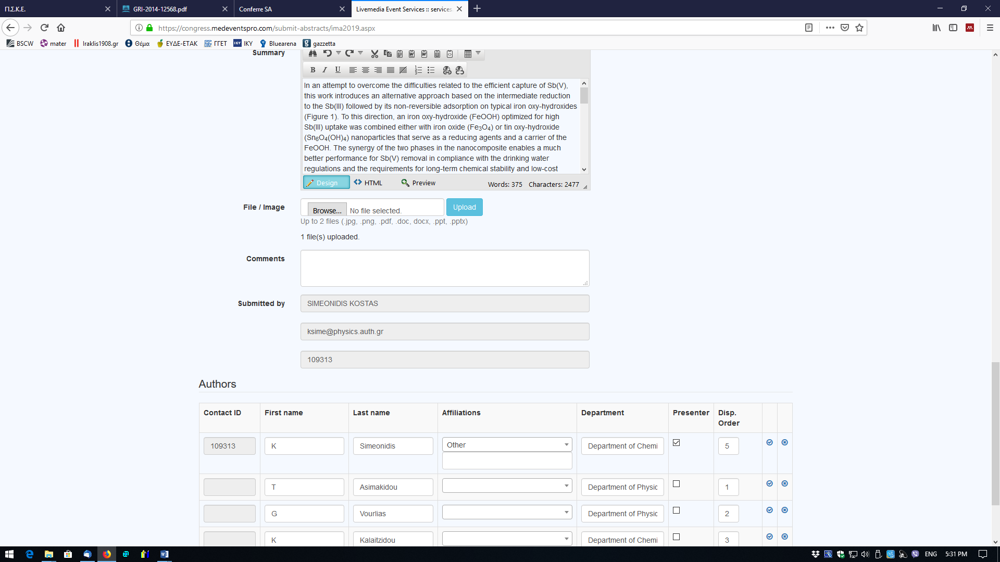 Π.Σ.Κ.Ε.
GRI-2014-12568.pdf
Conferre SA
Livemedia Event Services :: services
https://congress.medeventspro.com/submit-abstracts/ima2019.aspx
BSCW mater Iraklis1908.gr Θέμα ΕΥΔΕ-ΕΤΑΚ ΓΓΕΤ IKY Bluearena gazzetta
Summary
B I U
In an attempt to overcome the difficulties related to the efficient capture of Sb(V),
this work introduces an alternative approach based on the intermediate reduction
to the Sb(III) followed by its non-reversible adsorption on typical iron oxy-hydroxides
(Figure 1). To this direction, an iron oxy-hydroxide (FeOOH) optimized for high
Sb(III) uptake was combined either with iron oxide (Fe₃O₄) or tin oxy-hydroxide
(Sn₆O₄(OH)₄) nanoparticles that serve as a reducing agents and a carrier of the
FeOOH. The synergy of the two phases in the nanocomposite enables a much
better performance for Sb(V) removal in compliance with the drinking water
regulations and the requirements for long-term chemical stability and low-cost
Design HTML Preview Words: 375 Characters: 2477
File / Image Browse... No file selected. Upload
Up to 2 files (.jpg, .png, .pdf, .doc, docx, .ppt, .pptx)
1 file(s) uploaded.
Comments
Submitted by SIMEONIDIS KOSTAS
ksime@physics.auth.gr
109313
Authors
Contact ID First name Last name Affiliations Department Presenter Disp. Order
109313 K Simeonidis Other Department of Chemi 5
T Asimakidou Department of Physic 1
G Vourlias Department of Physic 2
K Kalaitzidou Department of Chemi 3
ENG 5:31 PM